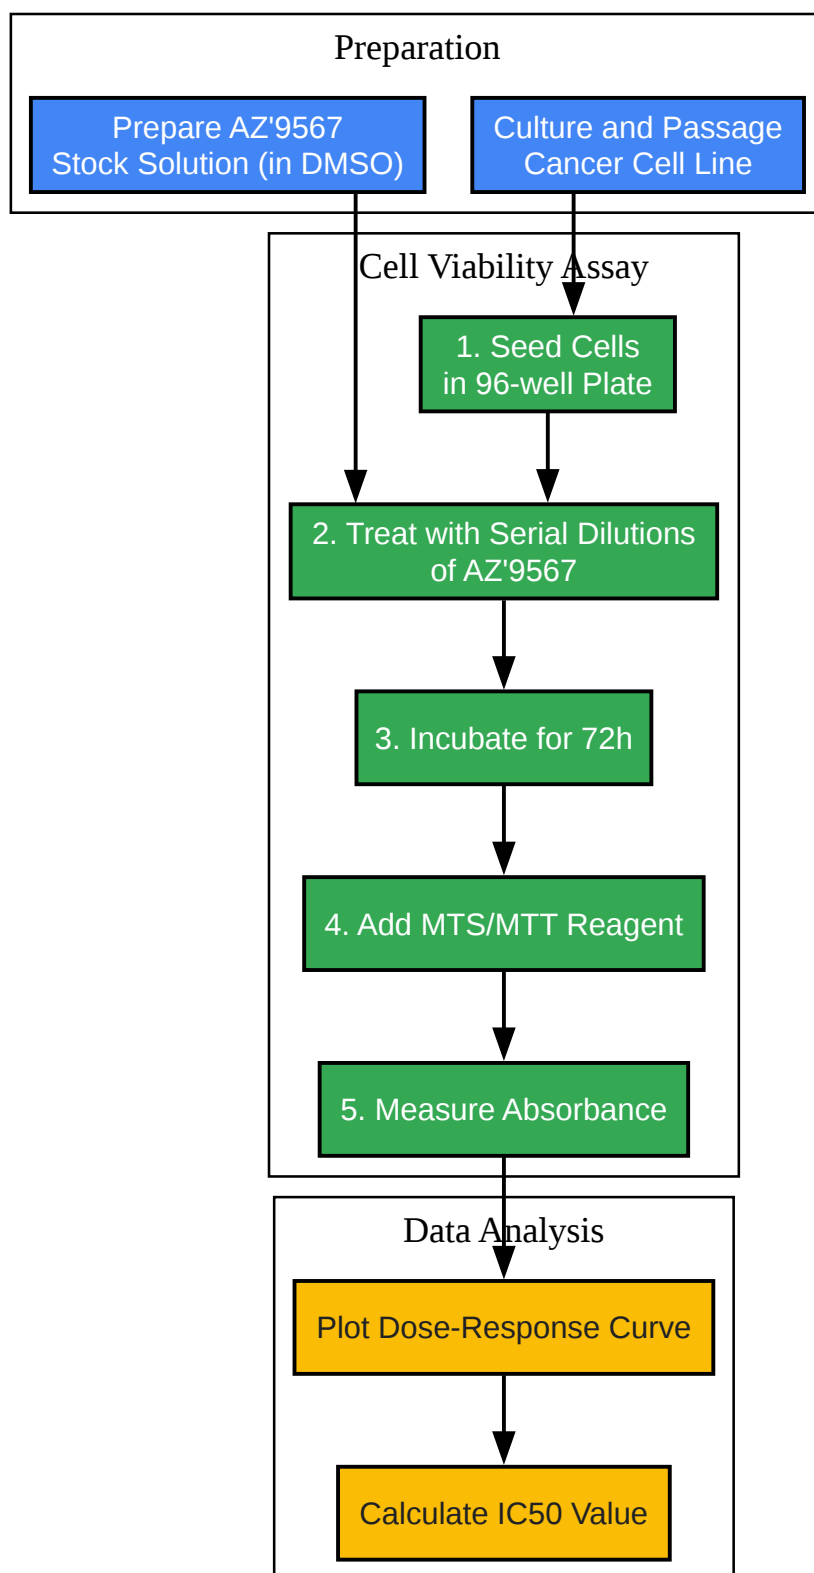 Preparation
Prepare AZ'9567
Stock Solution (in DMSO)
Culture and Passage
Cancer Cell Line
Cell Viability Assay
1. Seed Cells
in 96-well Plate
2. Treat with Serial Dilutions
of AZ'9567
3. Incubate for 72h
4. Add MTS/MTT Reagent
5. Measure Absorbance
Data Analysis
Plot Dose-Response Curve
Calculate IC50 Value